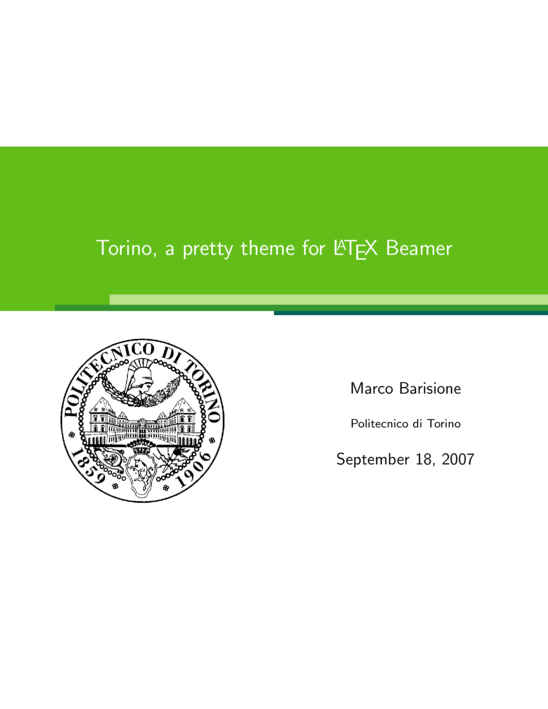 Torino, a pretty theme for LATEX Beamer
POLITECNICO DI TORINO
1859 1906
Marco Barisione
Politecnico di Torino
September 18, 2007